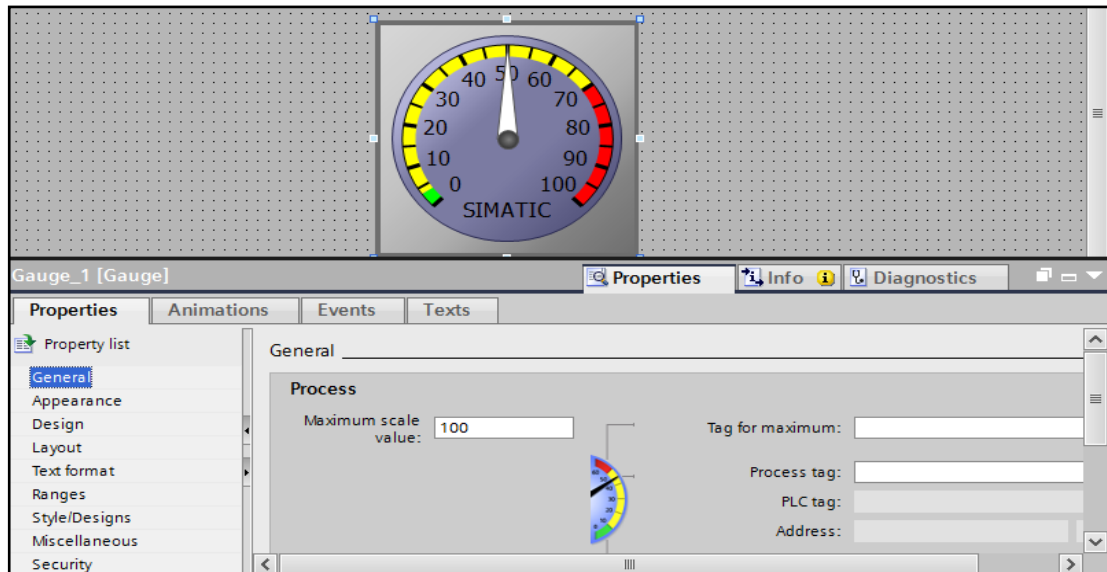 40 50 60
30 70
20 80
10 90
0 100
SIMATIC
Gauge_1 [Gauge]
Properties Info Diagnostics
Properties Animations Events Texts
Property list
General
Appearance
Design
Layout
Text format
Ranges
Style/Designs
Miscellaneous
Security
General
Process
Maximum scale
value: 100
Tag for maximum:
Process tag:
PLC tag:
Address: